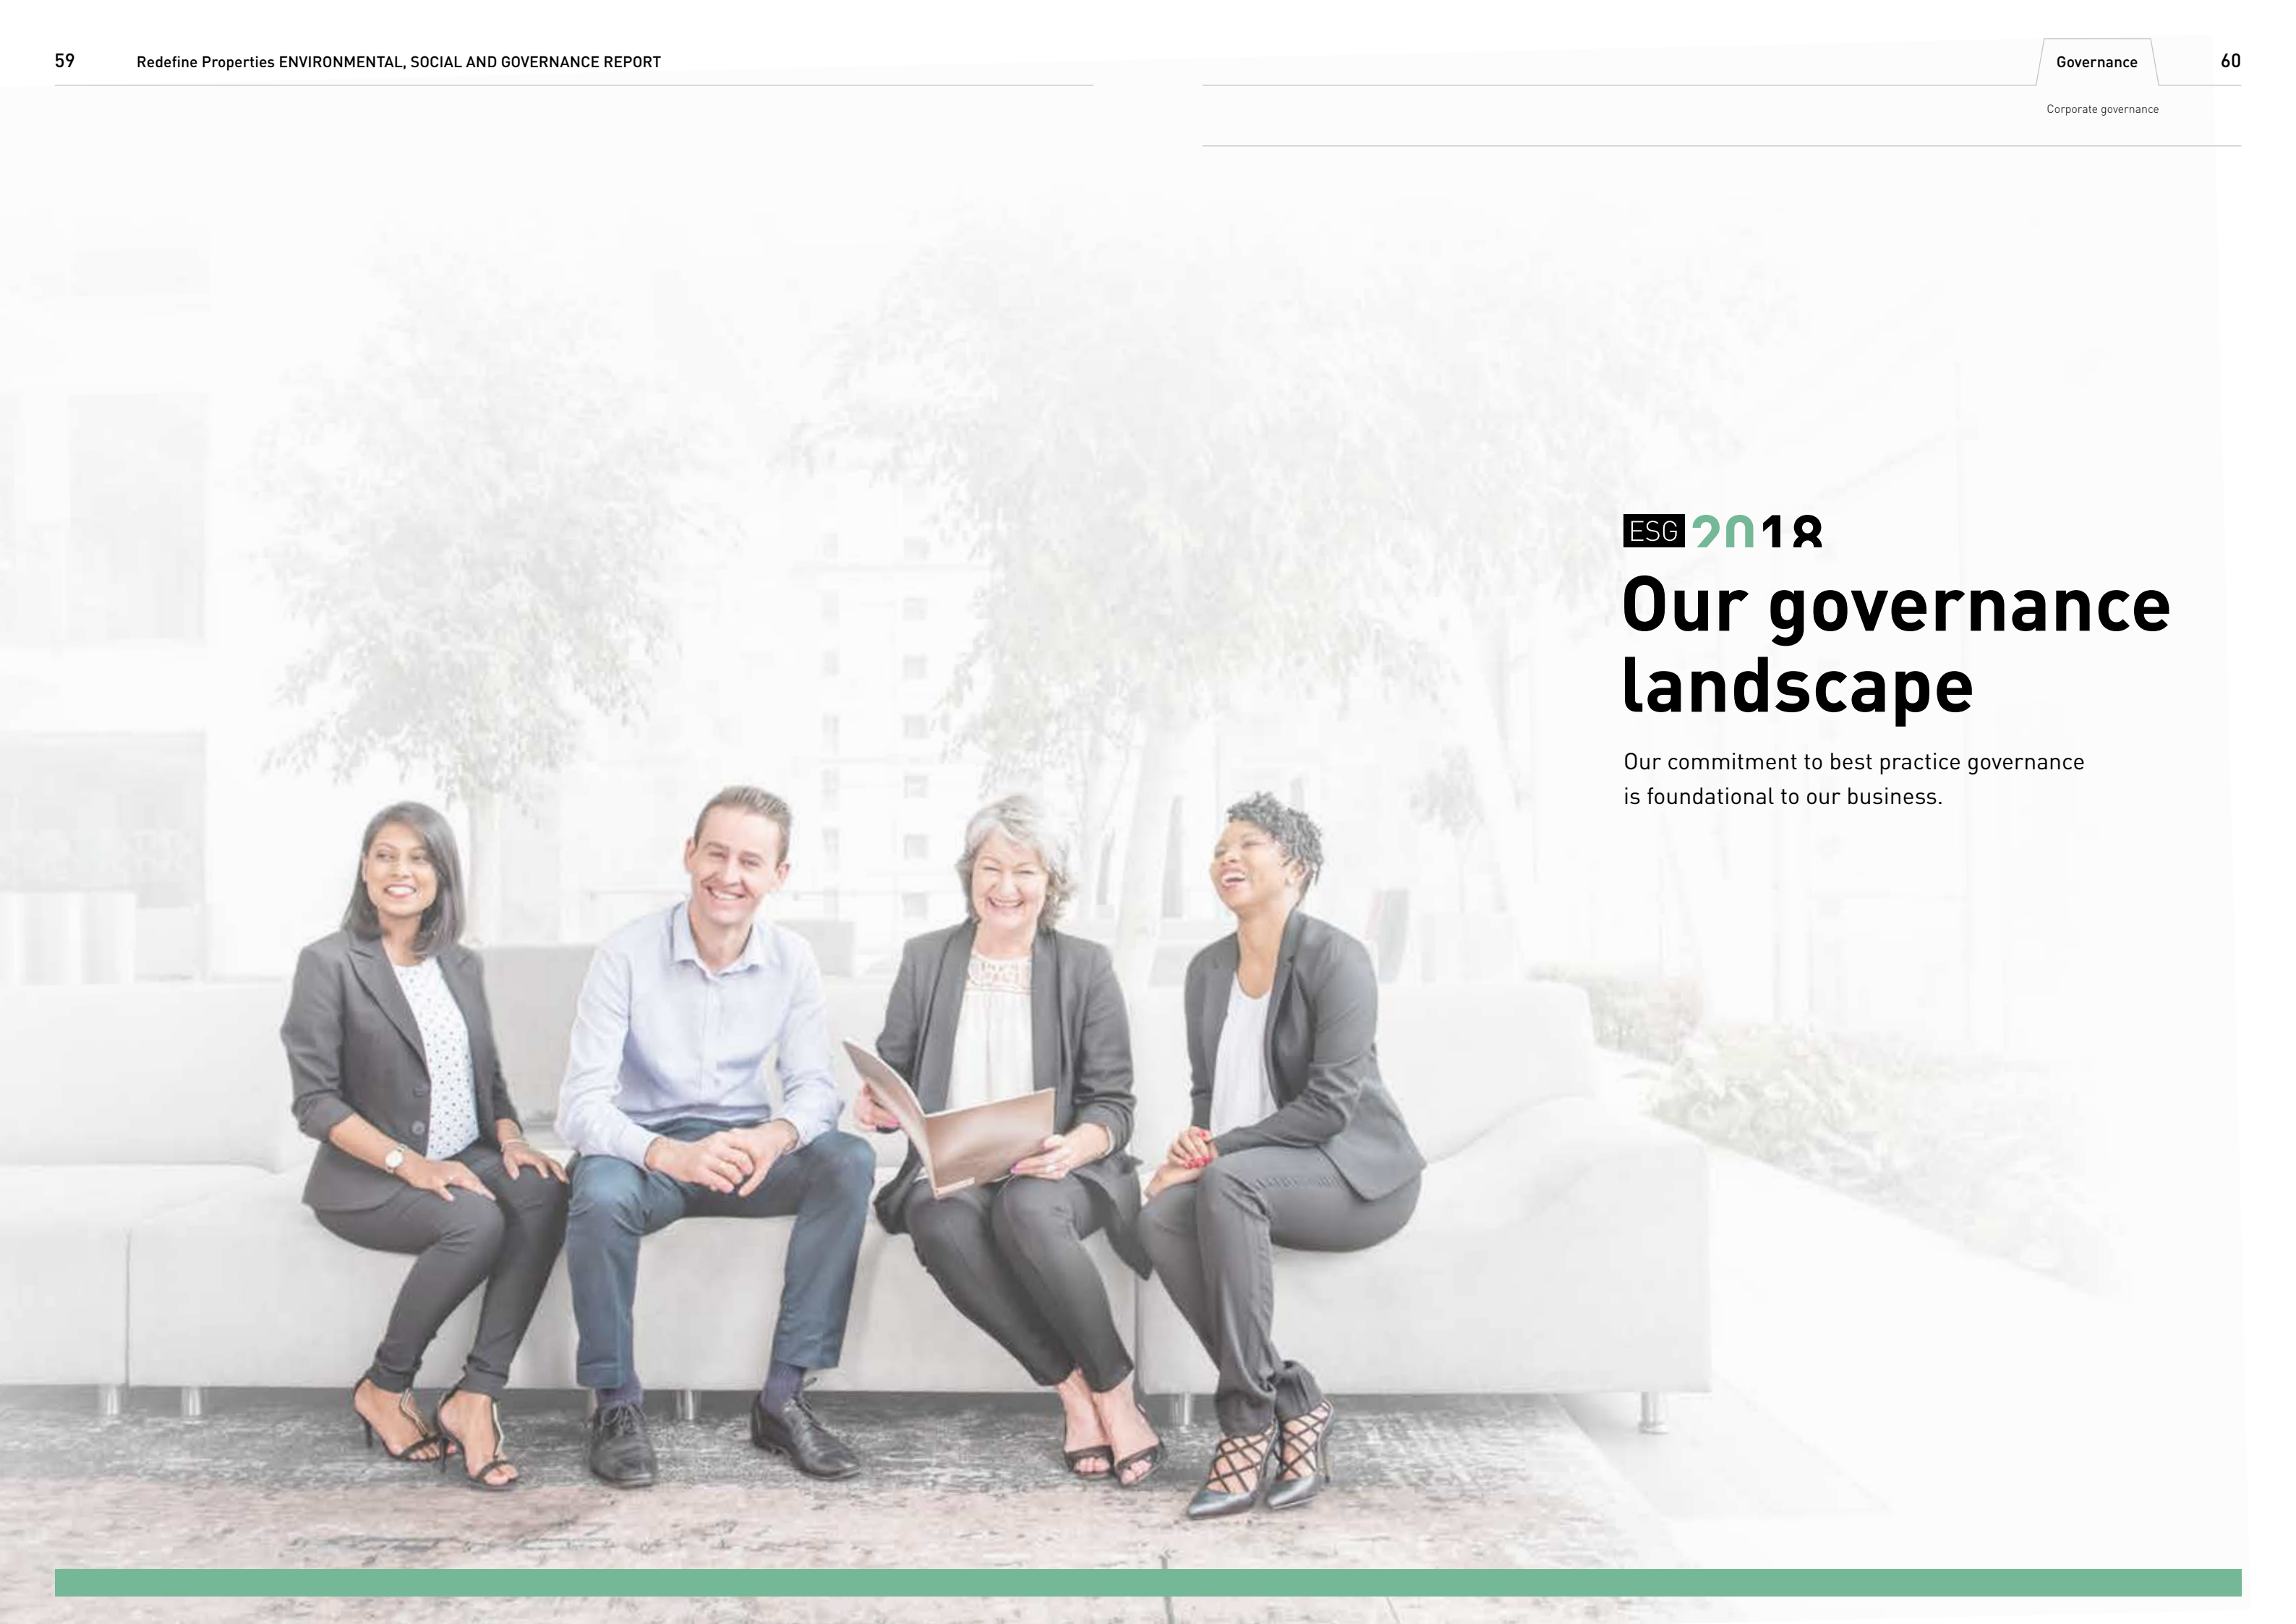 59
Redefine Properties ENVIRONMENTAL, SOCIAL AND GOVERNANCE REPORT
Governance
60
Corporate governance
ESG 2018
Our governance
landscape
Our commitment to best practice governance
is foundational to our business.